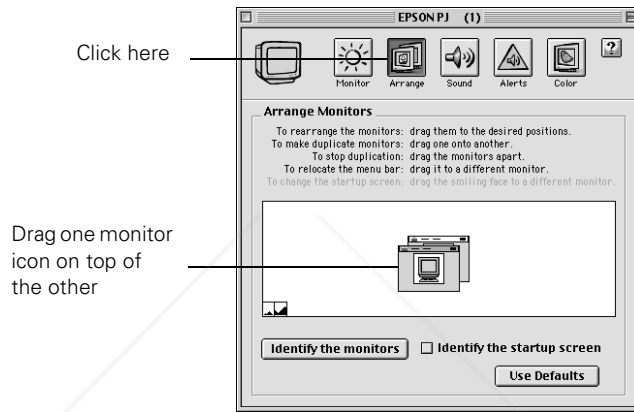 EPSON PJ (1)
Click here
Monitor
Arrange
Sound
Alerts
Color
?
Arrange Monitors
To rearrange the monitors: drag them to the desired positions.
To make duplicate monitors: drag one onto another.
To stop duplication: drag the monitors apart.
To relocate the menu bar: drag it to a different monitor.
To change the startup screen: drag the smiling face to a different monitor.
Drag one monitor
icon on top of
the other
Identify the monitors
Identify the startup screen
Use Defaults